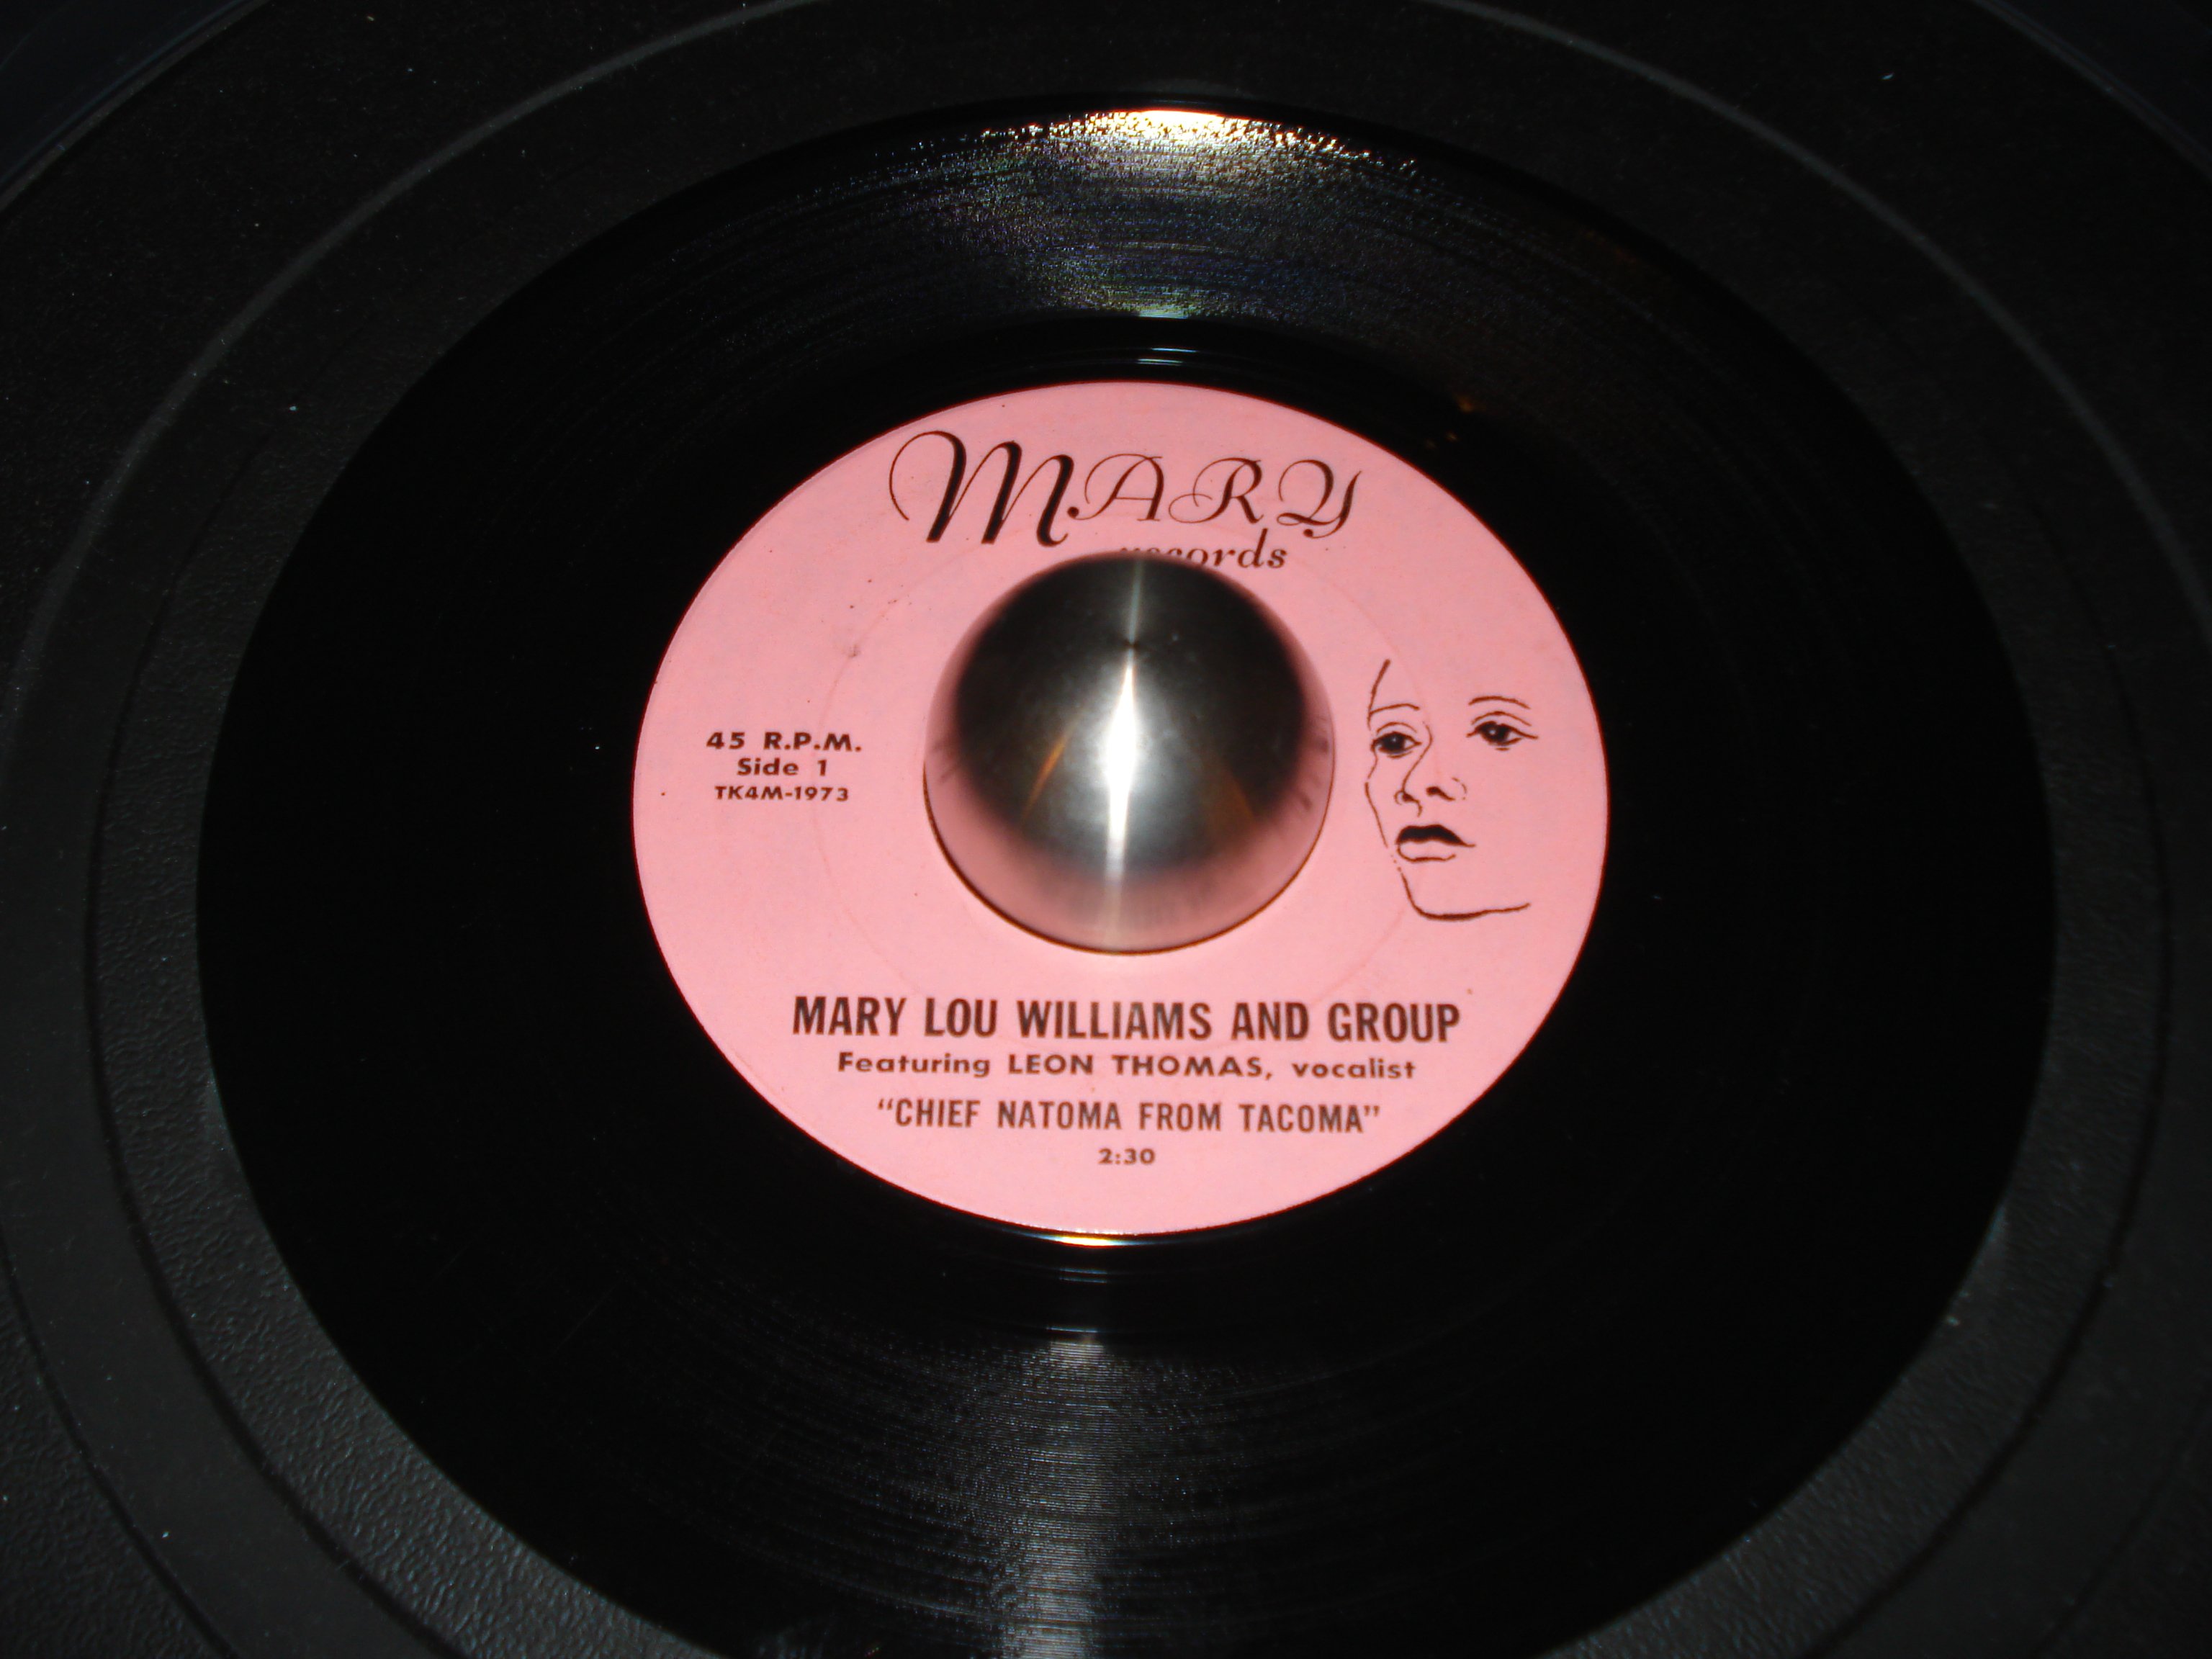 MARY
records
45 R.P.M.
Side 1
TK4M-1973
MARY LOU WILLIAMS AND GROUP
Featuring LEON THOMAS, vocalist
"CHIEF NATOMA FROM TACOMA"
2:30